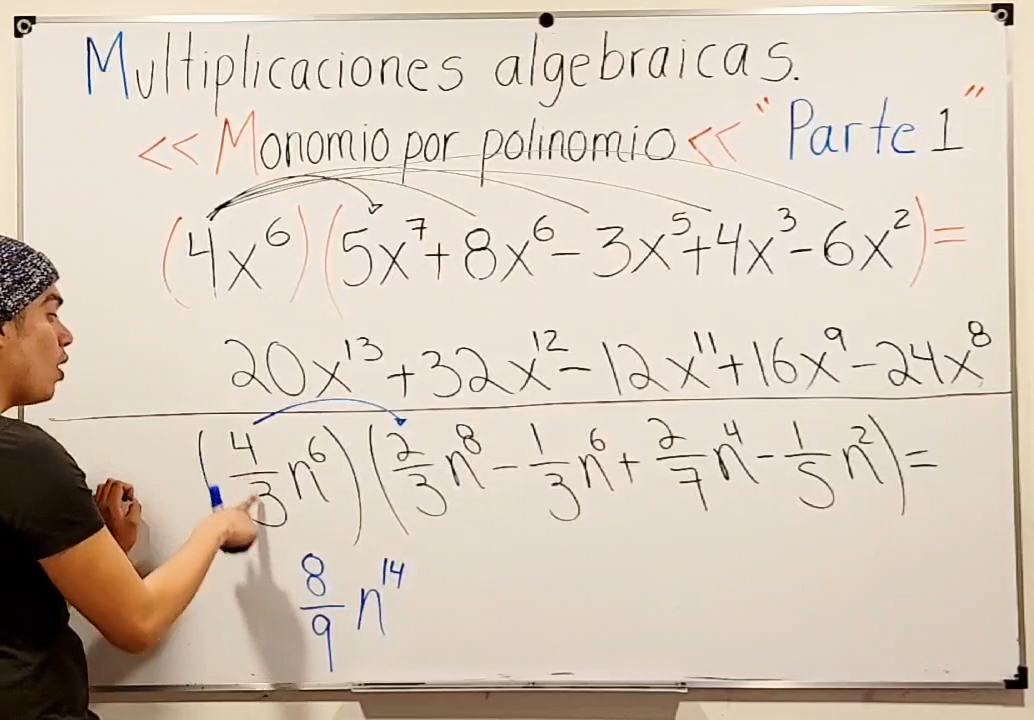 Multiplicaciones algebraicas.
<< Monomio por polinomio << "Parte 1"
(4x⁶)(5x⁷+8x⁶-3x⁵+4x³-6x²)=
20x¹³+32x¹²-12x¹¹+16x⁹-24x⁸
(4/3 n⁶)(2/3 n⁸ - 1/3 n⁶ + 2/7 n⁴ - 1/5 n²)=
8/9 n¹⁴